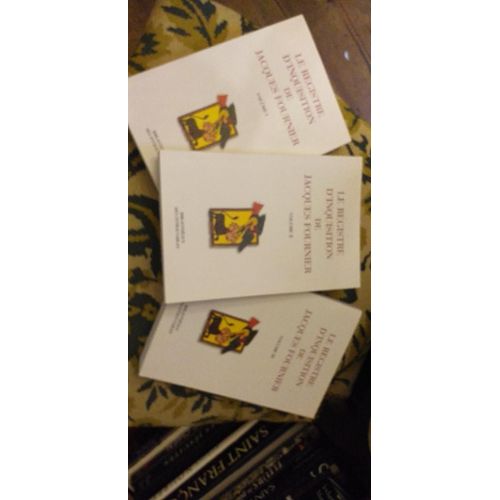 LE REGISTRE
D'INQUISITION
DE
JACQUES FOURNIER
VOLUME I
LE REGISTRE
D'INQUISITION
DE
JACQUES FOURNIER
VOLUME II
LE REGISTRE
D'INQUISITION
DE
JACQUES FOURNIER
VOLUME III
SAINT FRANÇ